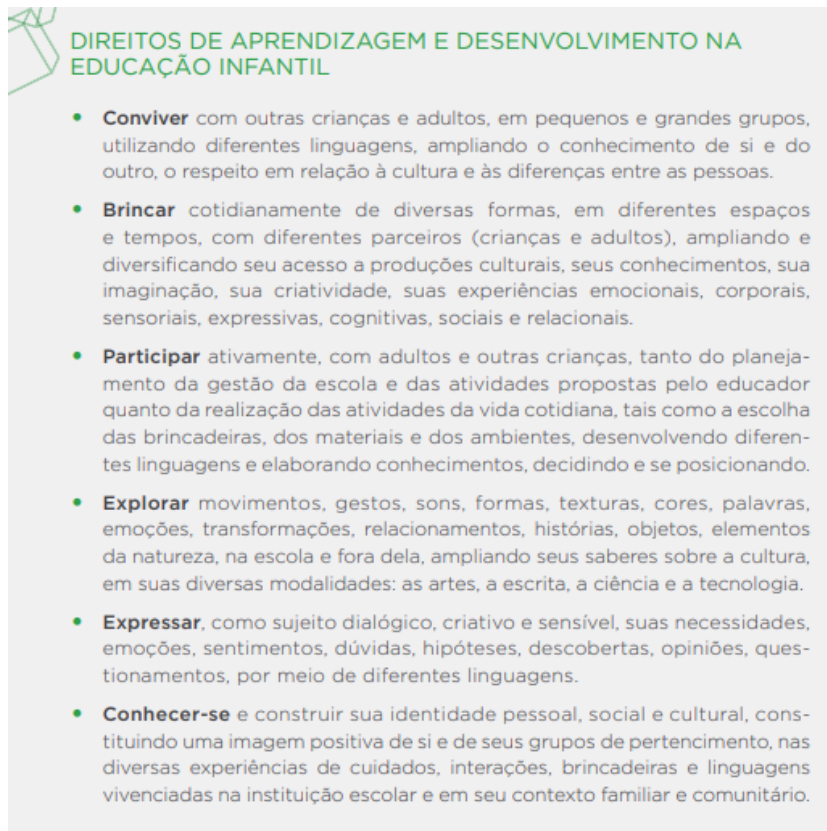 DIREITOS DE APRENDIZAGEM E DESENVOLVIMENTO NA
EDUCAÇÃO INFANTIL
• Conviver com outras crianças e adultos, em pequenos e grandes grupos,
utilizando diferentes linguagens, ampliando o conhecimento de si e do
outro, o respeito em relação à cultura e às diferenças entre as pessoas.
• Brincar cotidianamente de diversas formas, em diferentes espaços
e tempos, com diferentes parceiros (crianças e adultos), ampliando e
diversificando seu acesso a produções culturais, seus conhecimentos, sua
imaginação, sua criatividade, suas experiências emocionais, corporais,
sensoriais, expressivas, cognitivas, sociais e relacionais.
• Participar ativamente, com adultos e outras crianças, tanto do planeja-
mento da gestão da escola e das atividades propostas pelo educador
quanto da realização das atividades da vida cotidiana, tais como a escolha
das brincadeiras, dos materiais e dos ambientes, desenvolvendo diferen-
tes linguagens e elaborando conhecimentos, decidindo e se posicionando.
• Explorar movimentos, gestos, sons, formas, texturas, cores, palavras,
emoções, transformações, relacionamentos, histórias, objetos, elementos
da natureza, na escola e fora dela, ampliando seus saberes sobre a cultura,
em suas diversas modalidades: as artes, a escrita, a ciência e a tecnologia.
• Expressar, como sujeito dialógico, criativo e sensível, suas necessidades,
emoções, sentimentos, dúvidas, hipóteses, descobertas, opiniões, ques-
tionamentos, por meio de diferentes linguagens.
• Conhecer-se e construir sua identidade pessoal, social e cultural, cons-
tituindo uma imagem positiva de si e de seus grupos de pertencimento, nas
diversas experiências de cuidados, interações, brincadeiras e linguagens
vivenciadas na instituição escolar e em seu contexto familiar e comunitário.